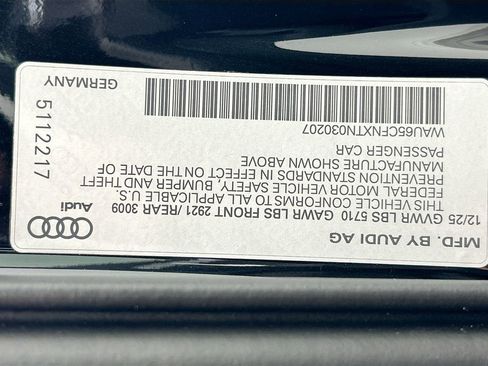 MFD. BY AUDI AG
12/25 GVWR LBS 5710 GAWR LBS FRONT 2921 /REAR 3009
THIS VEHICLE CONFORMS TO ALL APPLICABLE U.S.
FEDERAL MOTOR VEHICLE SAFETY, BUMPER AND THEFT
PREVENTION STANDARDS IN EFFECT ON THE DATE OF
MANUFACTURE SHOWN ABOVE
PASSENGER CAR
WAU65CFNXTN030207
Audi
5112217
GERMANY